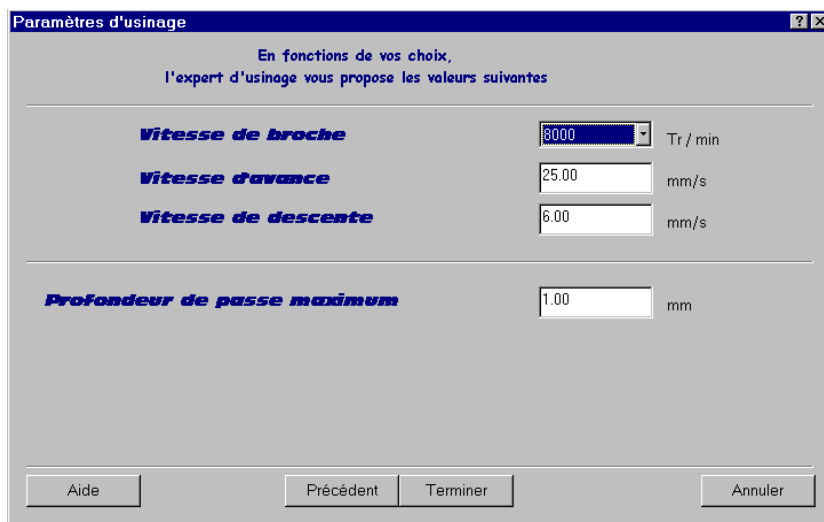 Paramètres d'usinage
En fonctions de vos choix,
l'expert d'usinage vous propose les valeurs suivantes
Vitesse de broche 8000 Tr / min
Vitesse d'avance 25.00 mm/s
Vitesse de descente 6.00 mm/s
Profondeur de passe maximum 1.00 mm
Aide Précédent Terminer Annuler